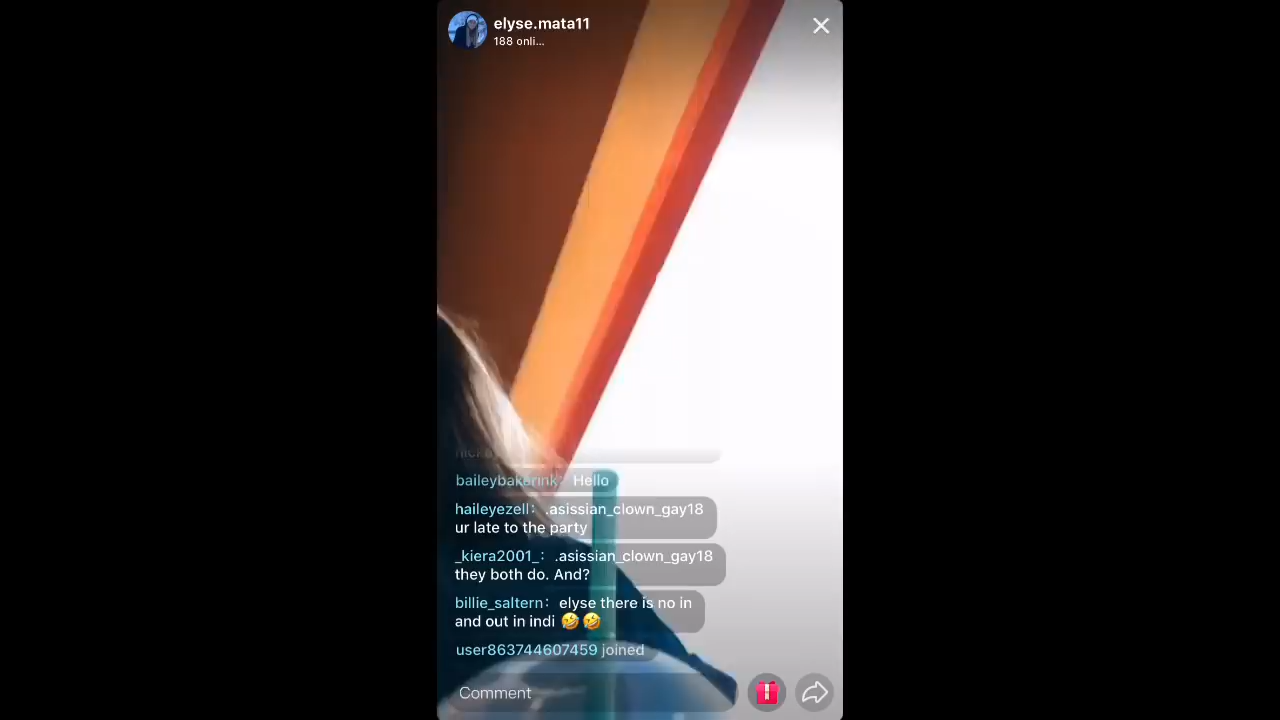 elyse.mata11
188 onli...
baileybakerink: Hello
haileyezell: .asissian_clown_gay18
ur late to the party
_kiera2001_: .asissian_clown_gay18
they both do. And?
billie_saltern: elyse there is no in
and out in indi 🤣🤣
user863744607459 joined
Comment